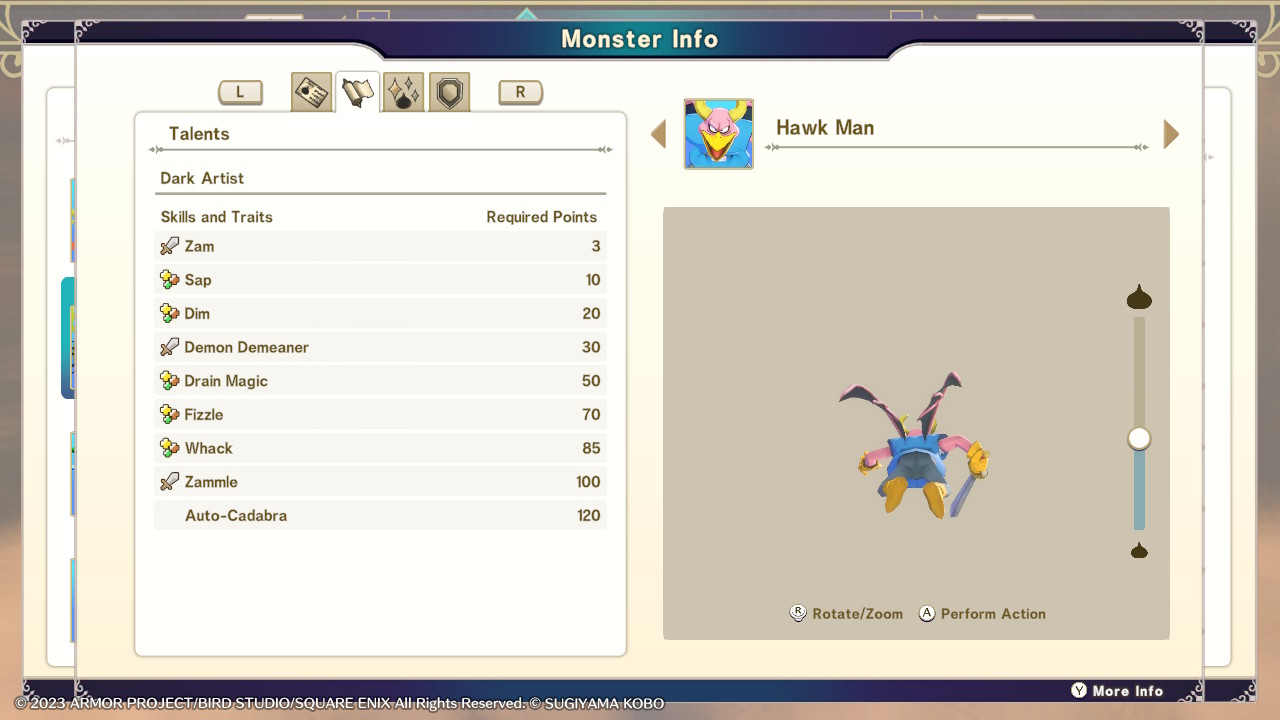 Monster Info
L
R
Talents
Dark Artist
Skills and Traits Required Points
Zam 3
Sap 10
Dim 20
Demon Demeaner 30
Drain Magic 50
Fizzle 70
Whack 85
Zammle 100
Auto-Cadabra 120
Hawk Man
R Rotate/Zoom A Perform Action
Y More Info
© 2023 ARMOR PROJECT/BIRD STUDIO/SQUARE ENIX All Rights Reserved. © SUGIYAMA KOBO